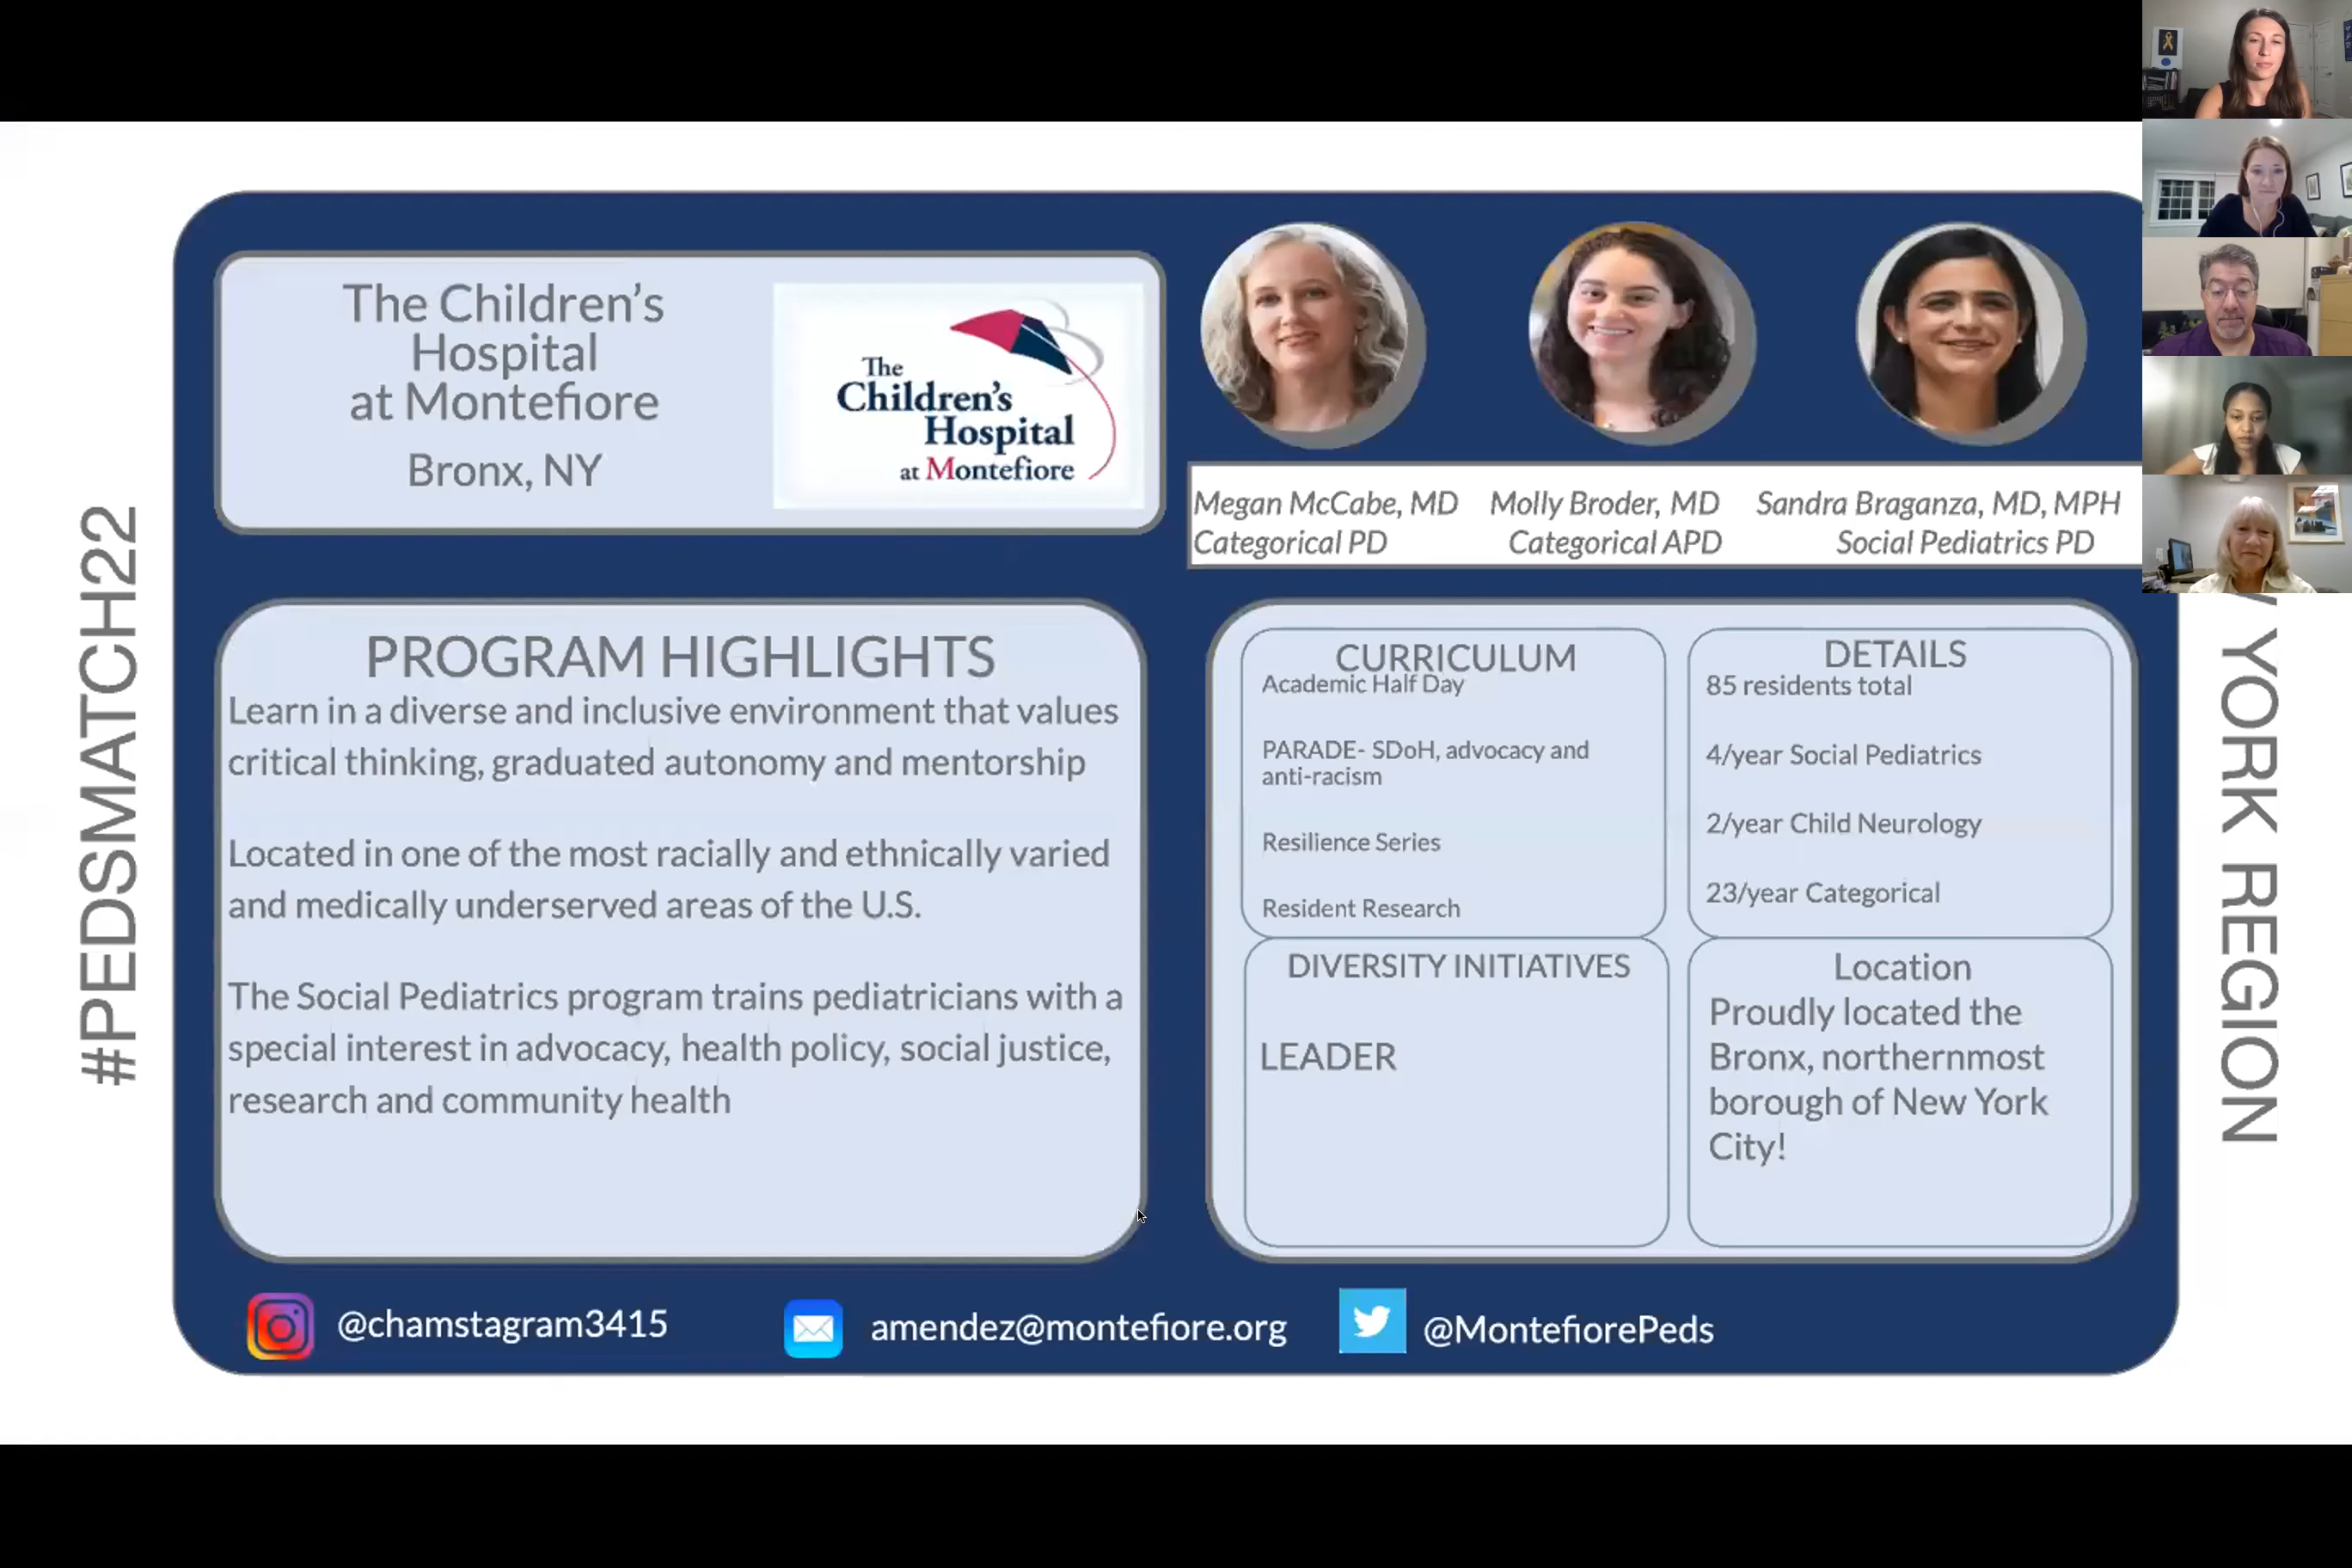 #PEDSMATCH22
The Children's
Hospital
at Montefiore
Bronx, NY
The
Children's
Hospital
at Montefiore
Megan McCabe, MD
Categorical PD
Molly Broder, MD
Categorical APD
Sandra Braganza, MD, MPH
Social Pediatrics PD
PROGRAM HIGHLIGHTS
Learn in a diverse and inclusive environment that values
critical thinking, graduated autonomy and mentorship
Located in one of the most racially and ethnically varied
and medically underserved areas of the U.S.
The Social Pediatrics program trains pediatricians with a
special interest in advocacy, health policy, social justice,
research and community health
CURRICULUM
Academic Half Day
PARADE- SDoH, advocacy and
anti-racism
Resilience Series
Resident Research
DETAILS
85 residents total
4/year Social Pediatrics
2/year Child Neurology
23/year Categorical
DIVERSITY INITIATIVES
LEADER
Location
Proudly located the
Bronx, northernmost
borough of New York
City!
YORK REGION
@chamstagram3415
amendez@montefiore.org
@MontefiorePeds